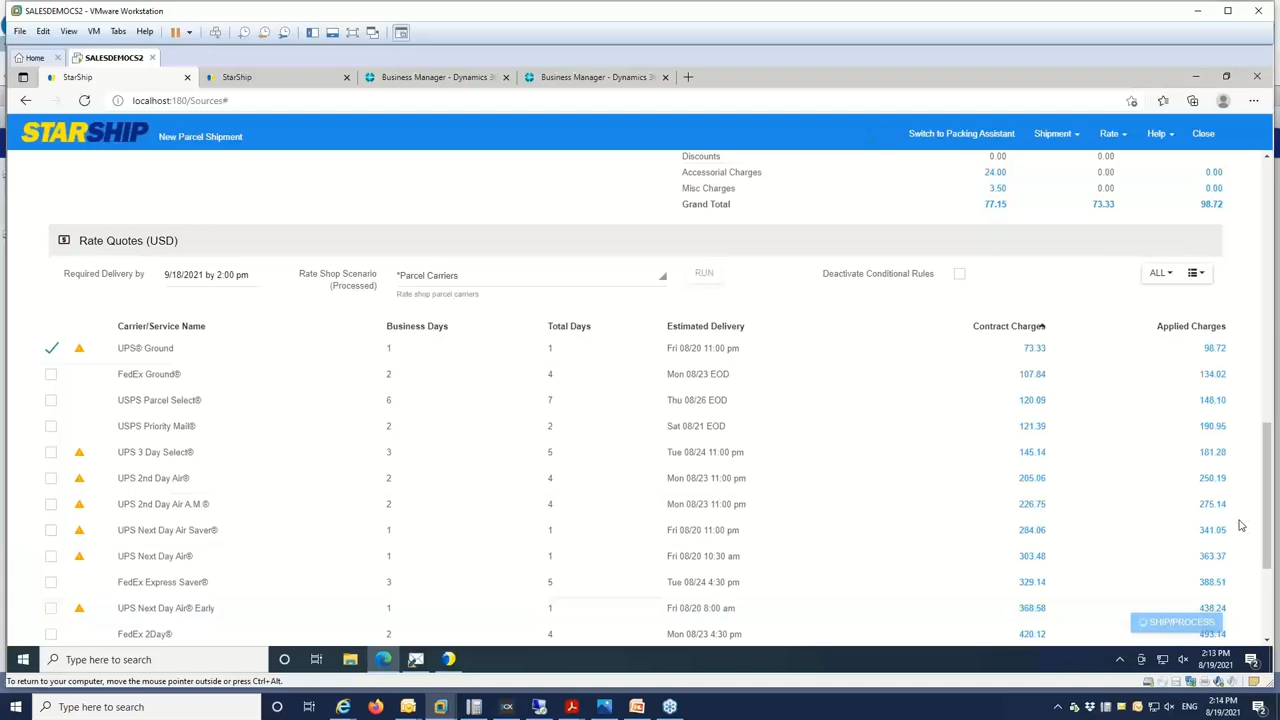 SALESDEMOCS2 - VMware Workstation
File Edit View VM Tabs Help
Home SALESDEMOCS2
StarShip StarShip Business Manager - Dynamics 3 Business Manager - Dynamics 3
localhost:180/Sources#
STARSHIP New Parcel Shipment Switch to Packing Assistant Shipment Rate Help Close
Discounts 0.00 0.00
Accessorial Charges 24.00 0.00 0.00
Misc Charges 3.50 0.00 0.00
Grand Total 77.15 73.33 98.72
Rate Quotes (USD)
Required Delivery by 9/18/2021 by 2:00 pm Rate Shop Scenario *Parcel Carriers RUN Deactivate Conditional Rules ALL
(Processed)
Rate shop parcel carriers
Carrier/Service Name Business Days Total Days Estimated Delivery Contract Charges Applied Charges
UPS® Ground 1 1 Fri 08/20 11:00 pm 73.33 98.72
FedEx Ground® 2 4 Mon 08/23 EOD 107.84 134.02
USPS Parcel Select® 6 7 Thu 08/26 EOD 120.09 148.10
USPS Priority Mail® 2 2 Sat 08/21 EOD 121.39 190.95
UPS 3 Day Select® 3 5 Tue 08/24 11:00 pm 145.14 181.28
UPS 2nd Day Air® 2 4 Mon 08/23 11:00 pm 205.06 250.19
UPS 2nd Day Air A.M ® 2 4 Mon 08/23 11:00 pm 226.75 275.14
UPS Next Day Air Saver® 1 1 Fri 08/20 11:00 pm 284.06 341.05
UPS Next Day Air® 1 1 Fri 08/20 10:30 am 303.48 363.37
FedEx Express Saver® 3 5 Tue 08/24 4:30 pm 329.14 388.51
UPS Next Day Air® Early 1 1 Fri 08/20 8:00 am 368.58 438.24
SHIP/PROCESS
FedEx 2Day® 2 4 Mon 08/23 4:30 pm 420.12 493.14
Type here to search 2:13 PM
8/19/2021
To return to your computer, move the mouse pointer outside or press Ctrl+Alt.
Type here to search ENG 2:14 PM
8/19/2021